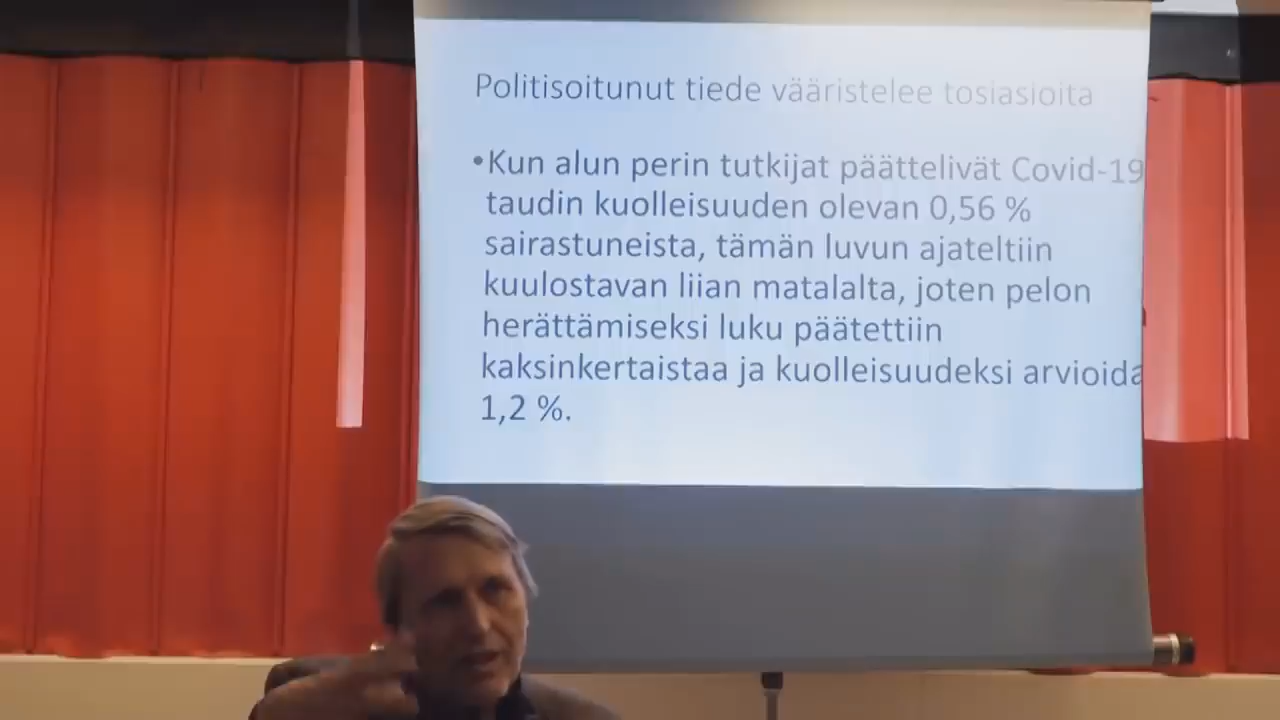 Politisoitunut tiede vääristelee tosiasioita
•Kun alun perin tutkijat päättelivät Covid-19
taudin kuolleisuuden olevan 0,56 %
sairastuneista, tämän luvun ajateltiin
kuulostavan liian matalalta, joten pelon
herättämiseksi luku päätettiin
kaksinkertaistaa ja kuolleisuudeksi arvioida
1,2 %.